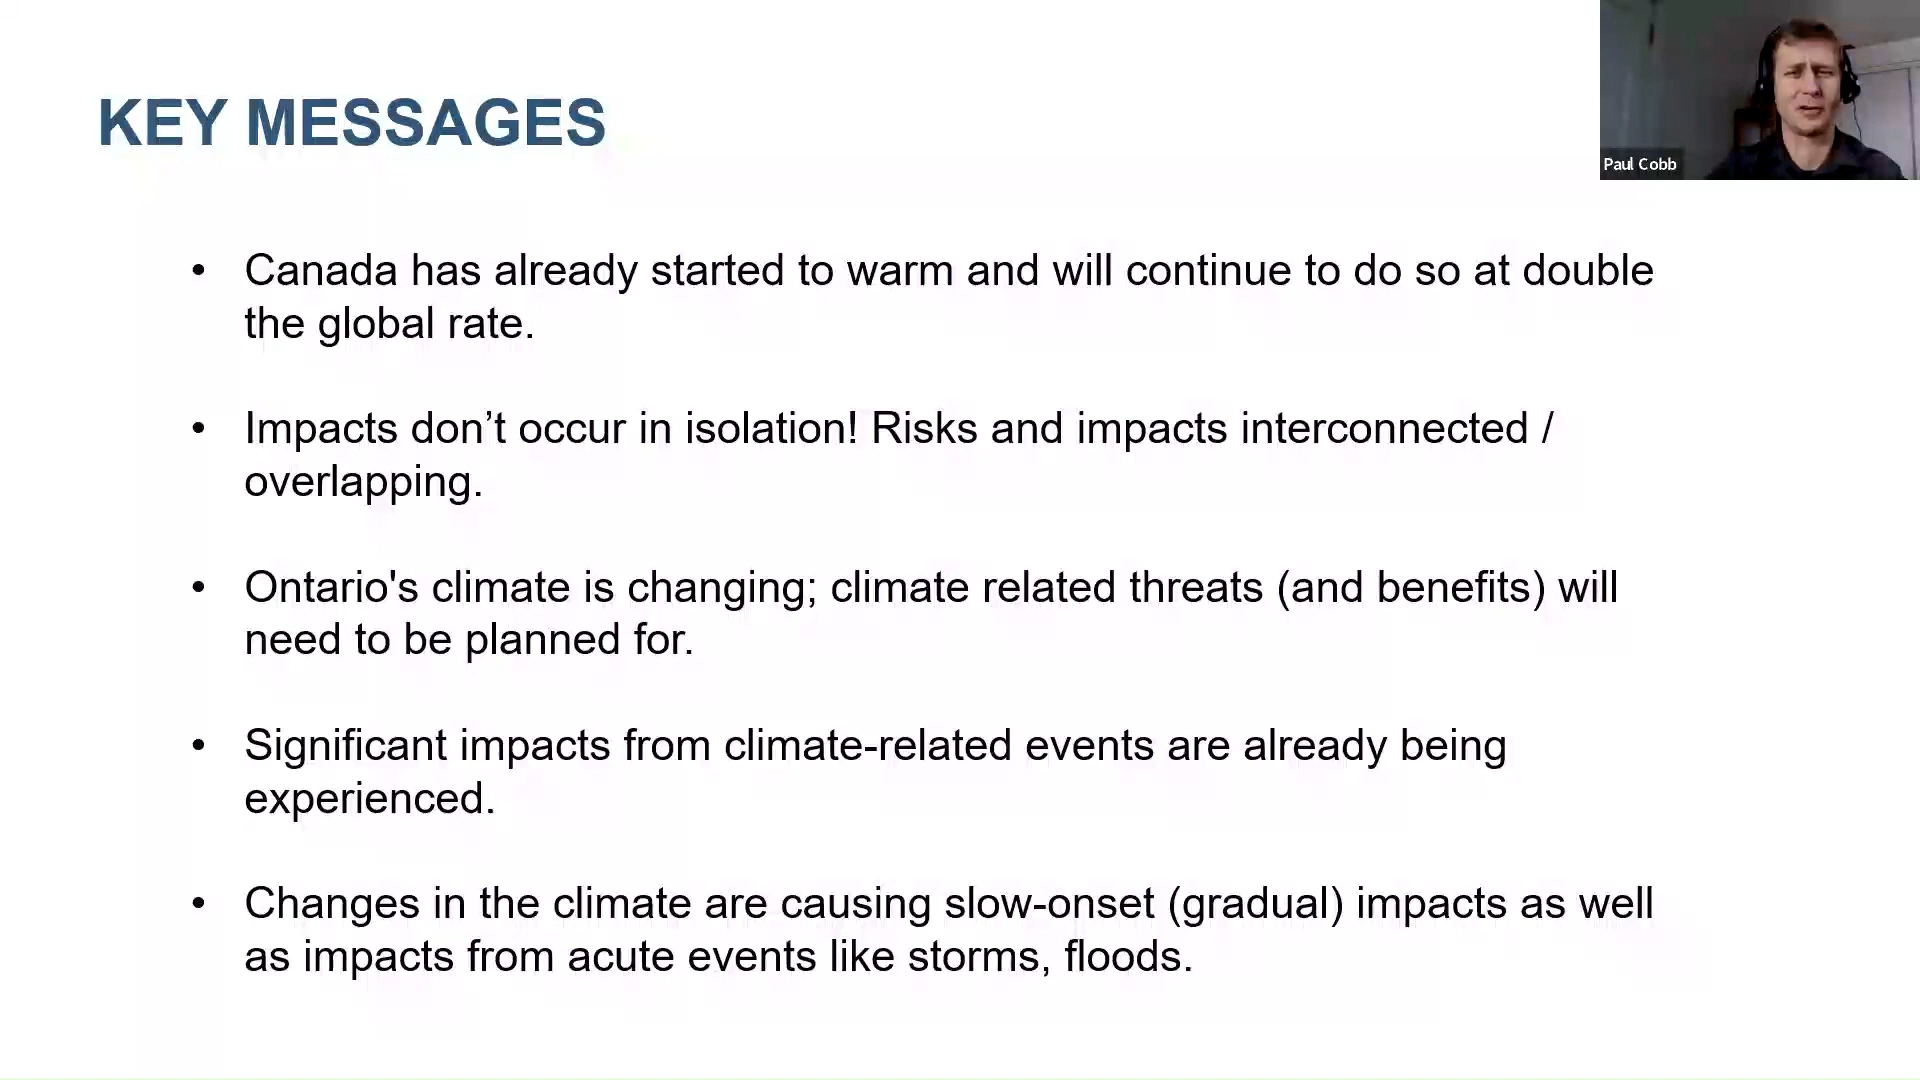 KEY MESSAGES
Paul Cobb
• Canada has already started to warm and will continue to do so at double
the global rate.
• Impacts don’t occur in isolation! Risks and impacts interconnected /
overlapping.
• Ontario's climate is changing; climate related threats (and benefits) will
need to be planned for.
• Significant impacts from climate-related events are already being
experienced.
• Changes in the climate are causing slow-onset (gradual) impacts as well
as impacts from acute events like storms, floods.